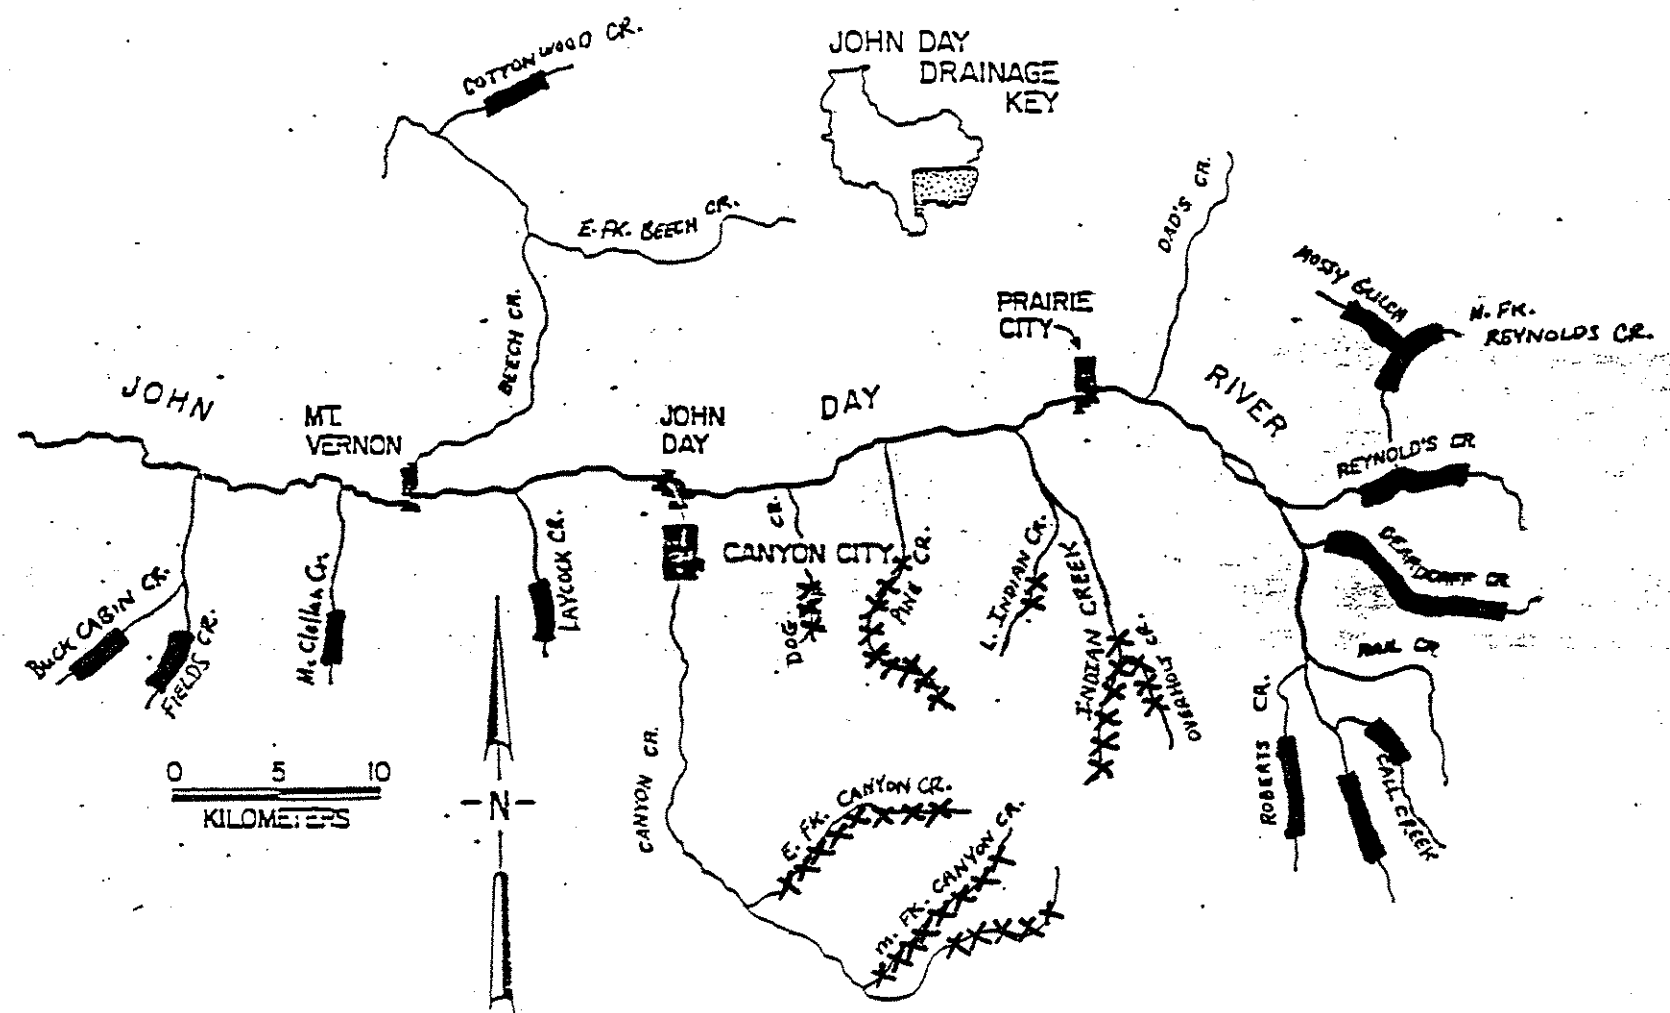 COTTONWOOD CR.
JOHN DAY
DRAINAGE
KEY
E. FK. BEECH CR.
DAD'S CR.
MOSSY GULCH
N. FK.
REYNOLDS CR.
BEECH CR.
PRAIRIE
CITY
JOHN
DAY
RIVER
MT.
VERNON
JOHN
DAY
REYNOLD'S CR
CANYON CITY
DEARDORFF CR
BUCK CABIN CR.
FIELDS CR.
McClellan Cr.
LAYCOCK CR.
DOG CR.
PINE CR.
L. INDIAN CR.
INDIAN CREEK
OVERHOLT CR.
RAIL CR
ROBERTS CR.
CALL CREEK
0 5 10
KILOMETERS
N
CANYON CR.
E. FK. CANYON CR.
M. FK. CANYON CR.